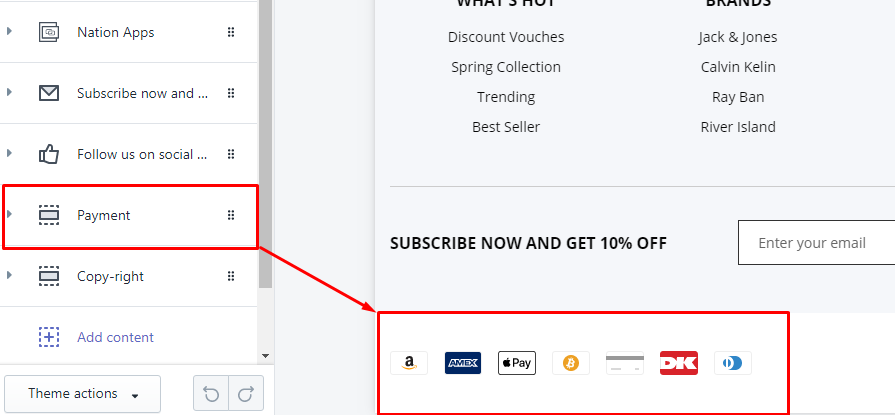 Nation Apps
Subscribe now and ...
Follow us on social ...
Payment
Copy-right
Add content
Theme actions
WHAT'S HOT
Discount Vouches
Spring Collection
Trending
Best Seller
BRANDS
Jack & Jones
Calvin Kelin
Ray Ban
River Island
SUBSCRIBE NOW AND GET 10% OFF
Enter your email
a
AMEX
Pay
DK